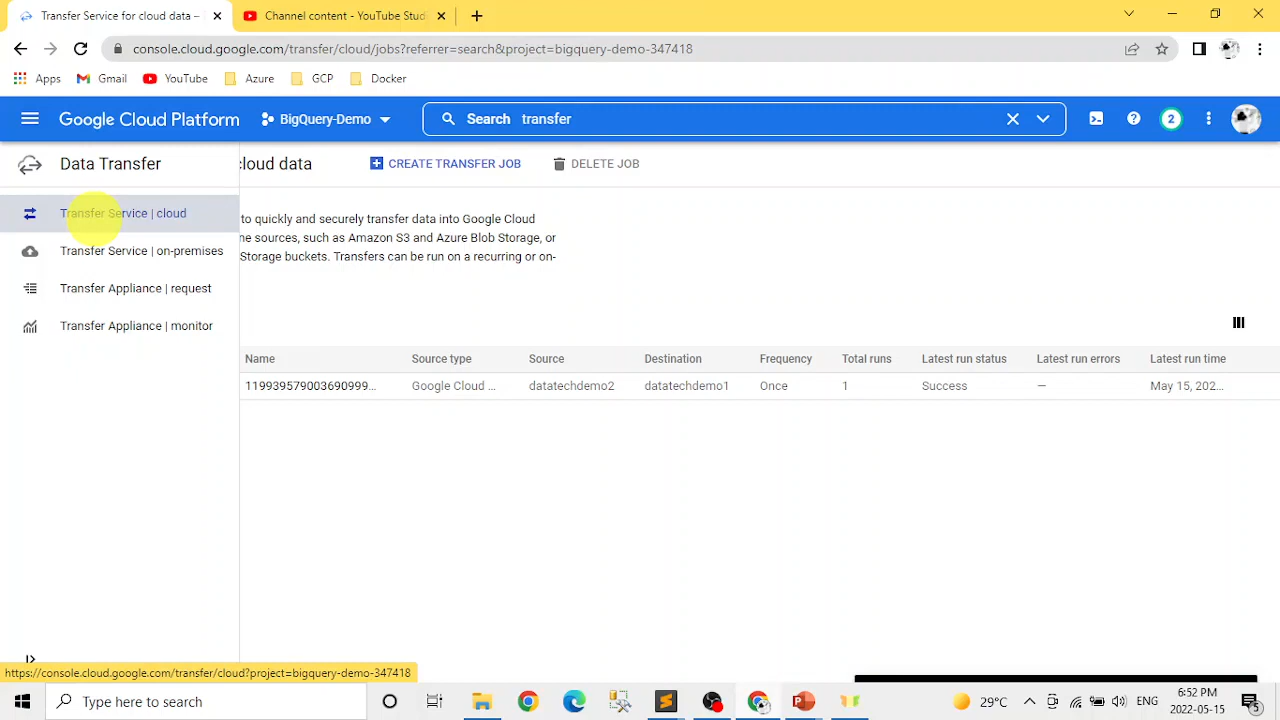 Transfer Service for cloud data –
Channel content - YouTube Studi
console.cloud.google.com/transfer/cloud/jobs?referrer=search&project=bigquery-demo-347418
Apps
Gmail
YouTube
Azure
GCP
Docker
Google Cloud Platform
BigQuery-Demo
Search transfer
2
Data Transfer
cloud data
CREATE TRANSFER JOB
DELETE JOB
Transfer Service | cloud
Transfer Service | on-premises
Transfer Appliance | request
Transfer Appliance | monitor
to quickly and securely transfer data into Google Cloud
ne sources, such as Amazon S3 and Azure Blob Storage, or
Storage buckets. Transfers can be run on a recurring or on-
Name Source type Source Destination Frequency Total runs Latest run status Latest run errors Latest run time
119939579003690999... Google Cloud ... datatechdemo2 datatechdemo1 Once 1 Success — May 15, 202...
https://console.cloud.google.com/transfer/cloud?project=bigquery-demo-347418
Type here to search
29°C
ENG
6:52 PM
2022-05-15
5